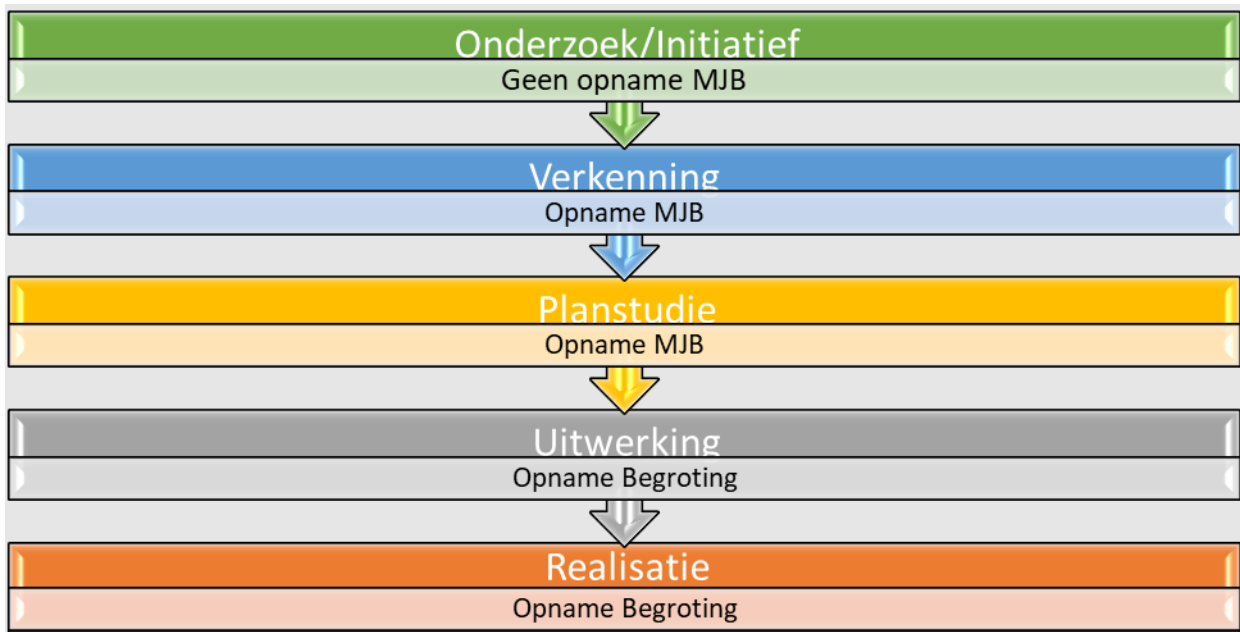 Onderzoek/Initiatief
Geen opname MJB
Verkenning
Opname MJB
Planstudie
Opname MJB
Uitwerking
Opname Begroting
Realisatie
Opname Begroting